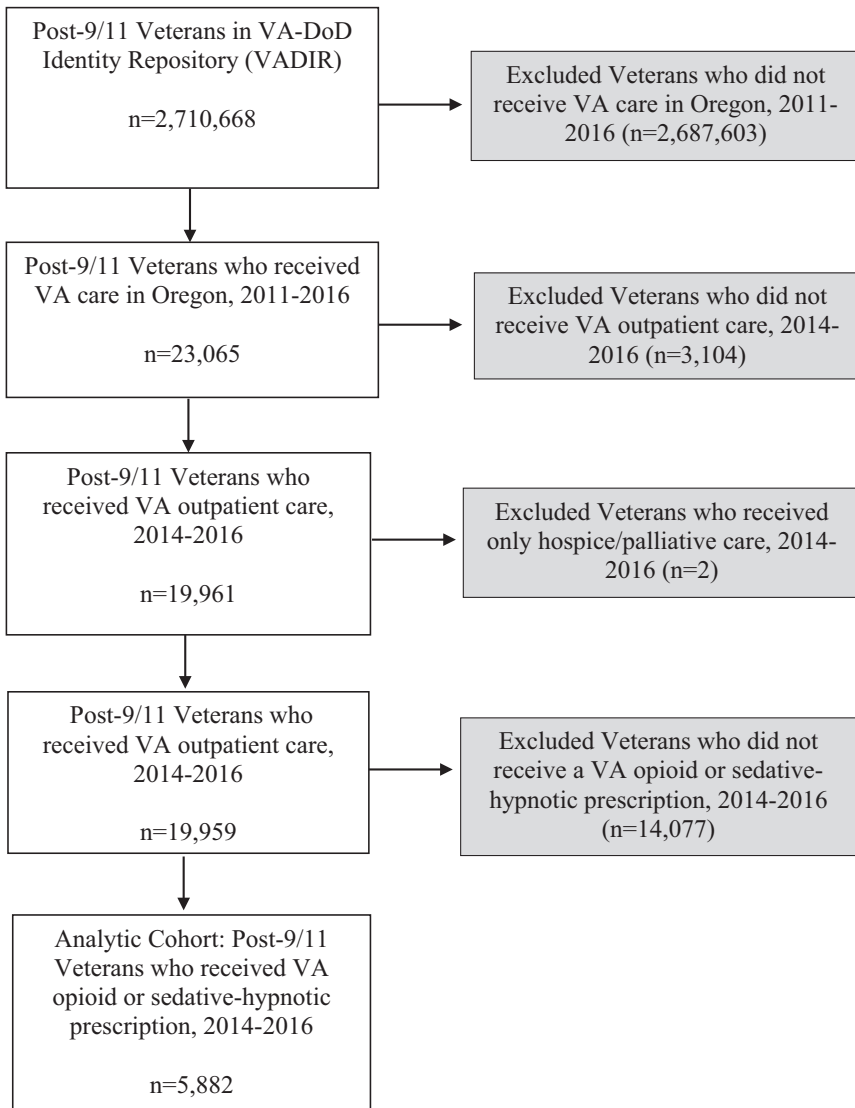 Post-9/11 Veterans in VA-DoD
Identity Repository (VADIR)
n=2,710,668
Excluded Veterans who did not
receive VA care in Oregon, 2011-
2016 (n=2,687,603)
Post-9/11 Veterans who received
VA care in Oregon, 2011-2016
n=23,065
Excluded Veterans who did not
receive VA outpatient care, 2014-
2016 (n=3,104)
Post-9/11 Veterans who
received VA outpatient care,
2014-2016
n=19,961
Excluded Veterans who received
only hospice/palliative care, 2014-
2016 (n=2)
Post-9/11 Veterans who
received VA outpatient care,
2014-2016
n=19,959
Excluded Veterans who did not
receive a VA opioid or sedative-
hypnotic prescription, 2014-2016
(n=14,077)
Analytic Cohort: Post-9/11
Veterans who received VA
opioid or sedative-hypnotic
prescription, 2014-2016
n=5,882